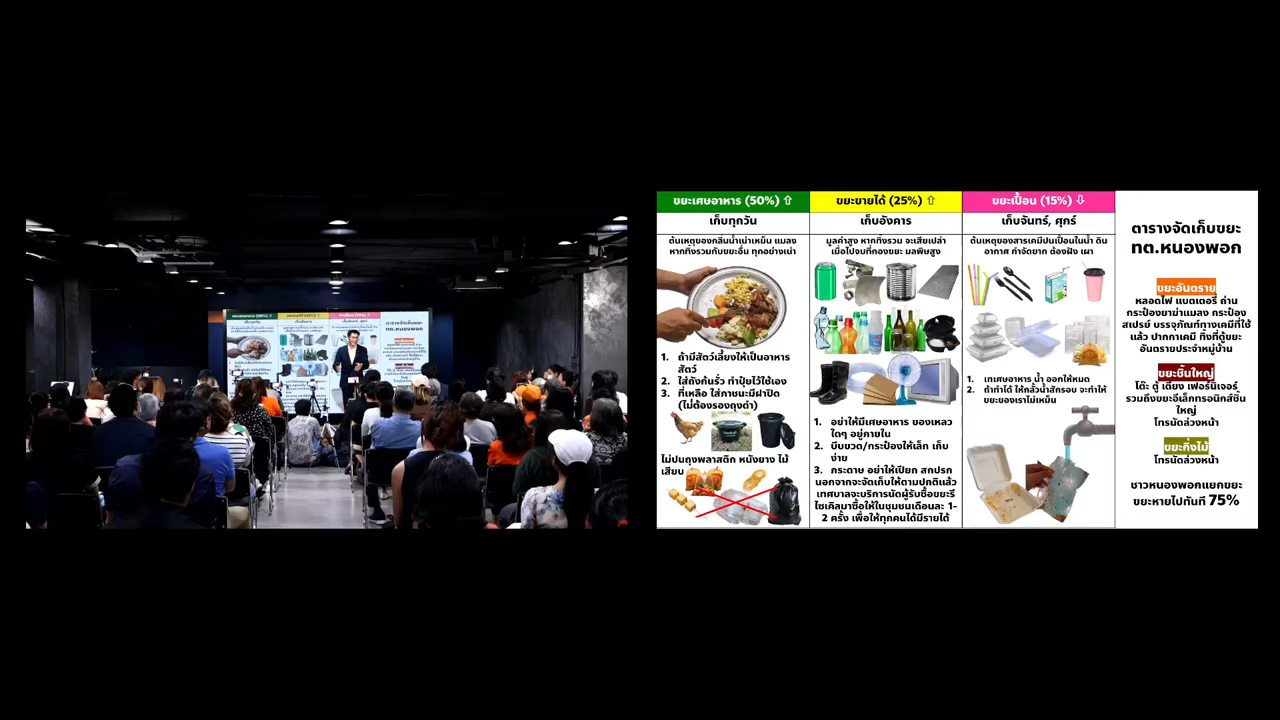 ขยะเศษอาหาร (50%) ⇧
เก็บทุกวัน
ต้นเหตุของกลิ่นน้ำเน่าเหม็น แมลง
หากทิ้งรวมกับขยะอื่น ทุกอย่างเน่า
1. ถ้ามีสัตว์เลี้ยงให้เป็นอาหาร
สัตว์
2. ใส่ถังก้นรั่ว ทำปุ๋ยไว้ใช้เอง
3. ที่เหลือ ใส่ภาชนะมีฝาปิด
(ไม่ต้องรองถุงดำ)
ไม่ปนถุงพลาสติก หนังยาง ไม้
เสียบ
ขยะขายได้ (25%) ⇧
เก็บอังคาร
มูลค่าสูง หากทิ้งรวม จะเสียเปล่า
เมื่อไปจบที่กองขยะ มลพิษสูง
1. อย่าให้มีเศษอาหาร ของเหลว
ใดๆ อยู่ภายใน
2. บีบขวด/กระป๋องให้เล็ก เก็บ
ง่าย
3. กระดาษ อย่าให้เปียก สกปรก
นอกจากจะจัดเก็บให้ตามปกติแล้ว
เทศบาลจะบริการนัดผู้รับซื้อขยะรี
ไซเคิลมาซื้อให้ในชุมชนเดือนละ 1-
2 ครั้ง เพื่อให้ทุกคนได้มีรายได้
ขยะเปื้อน (15%) ⇩
เก็บจันทร์, ศุกร์
ต้นเหตุของสารเคมีปนเปื้อนในน้ำ ดิน
อากาศ กำจัดยาก ต้องฝัง เผา
1. เทเศษอาหาร น้ำ ออกให้หมด
2. ถ้าทำได้ ให้กลั้วน้ำสักรอบ จะทำให้
ขยะของเราไม่เหม็น
ตารางจัดเก็บขยะ
ทต.หนองพอก
ขยะอันตราย
หลอดไฟ แบตเตอรี่ ถ่าน
กระป๋องยาฆ่าแมลง กระป๋อง
สเปรย์ บรรจุภัณฑ์ทางเคมีที่ใช้
แล้ว ปากกาเคมี ทิ้งที่ตู้ขยะ
อันตรายประจำหมู่บ้าน
ขยะชิ้นใหญ่
โต๊ะ ตู้ เตียง เฟอร์นิเจอร์
รวมถึงขยะอิเล็กทรอนิกส์ชิ้น
ใหญ่
โทรนัดล่วงหน้า
ขยะกิ่งไม้
โทรนัดล่วงหน้า
ชาวหนองพอกแยกขยะ
ขยะหายไปทันที 75%